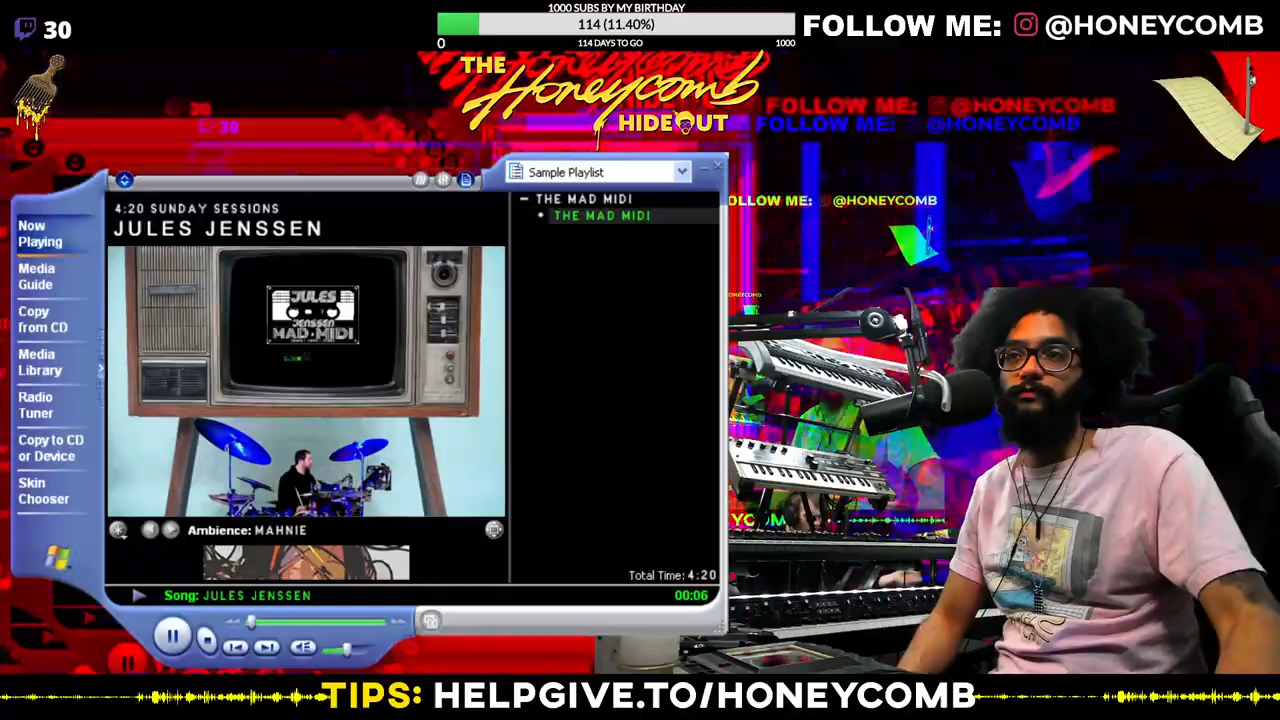 30
1000 SUBS BY MY BIRTHDAY
114 (11.40%)
0
114 DAYS TO GO
1000
FOLLOW ME: @HONEYCOMB
THE
Honeycomb
HIDEOUT
30
30
FOLLOW ME: @HONEYCOMB
FOLLOW ME: @HONEYCOMB
OLLOW ME: @HONEYCOMB
Sample Playlist
THE MAD MIDI
THE MAD MIDI
4:20 SUNDAY SESSIONS
JULES JENSSEN
Now
Playing
Media
Guide
Copy
from CD
Media
Library
Radio
Tuner
Copy to CD
or Device
Skin
Chooser
JULES
JENSSEN
MAD MIDI
Ambience: MAHNIE
Total Time: 4:20
Song: JULES JENSSEN
00:06
TIPS: HELPGIVE.TO/HONEYCOMB